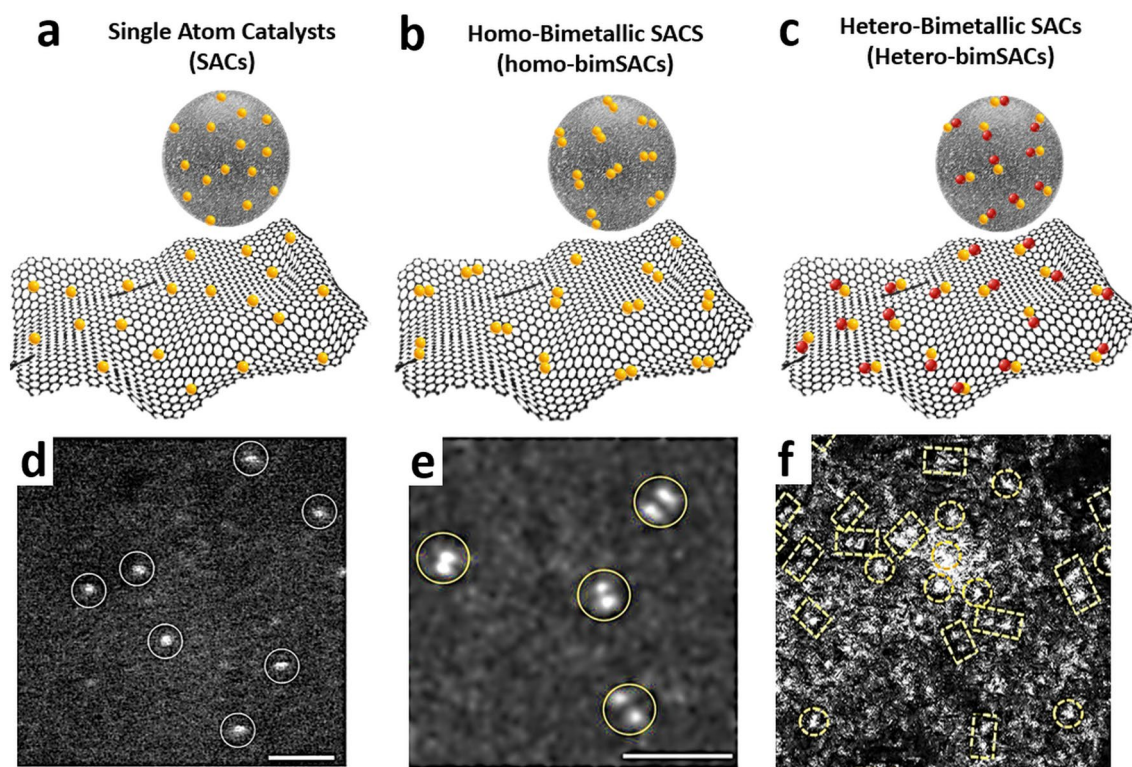 a
Single Atom Catalysts
(SACs)
b
Homo-Bimetallic SACS
(homo-bimSACs)
c
Hetero-Bimetallic SACs
(Hetero-bimSACs)
d
e
f